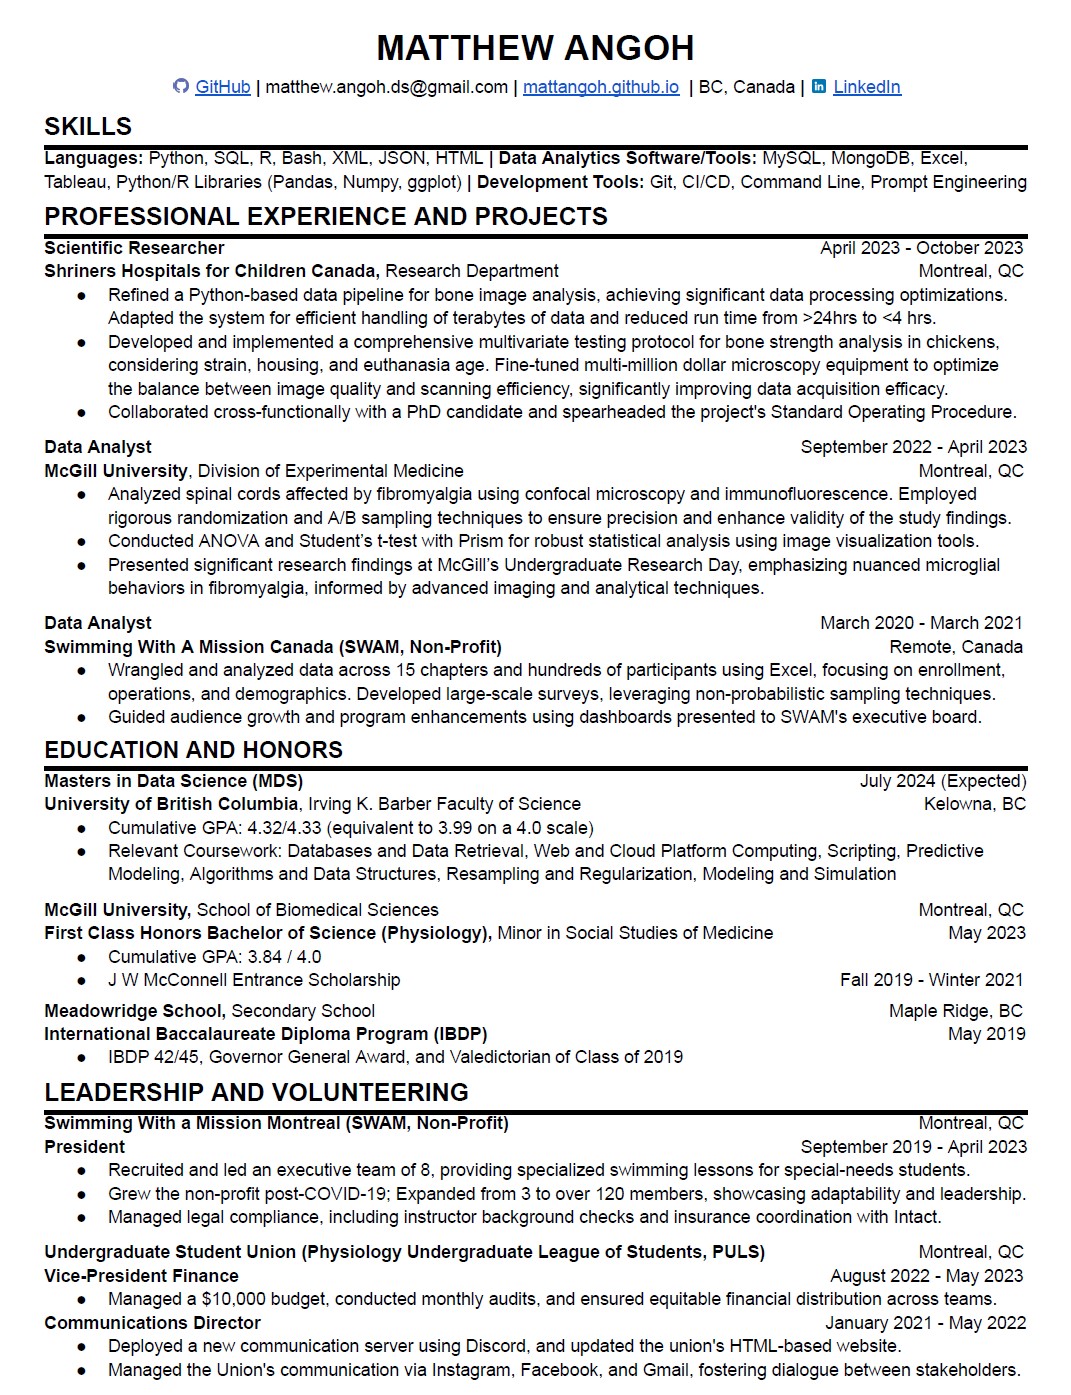 MATTHEW ANGOH
GitHub | matthew.angoh.ds@gmail.com | mattangoh.github.io | BC, Canada | LinkedIn
SKILLS
Languages: Python, SQL, R, Bash, XML, JSON, HTML | Data Analytics Software/Tools: MySQL, MongoDB, Excel,
Tableau, Python/R Libraries (Pandas, Numpy, ggplot) | Development Tools: Git, CI/CD, Command Line, Prompt Engineering
PROFESSIONAL EXPERIENCE AND PROJECTS
Scientific Researcher April 2023 - October 2023
Shriners Hospitals for Children Canada, Research Department Montreal, QC
● Refined a Python-based data pipeline for bone image analysis, achieving significant data processing optimizations.
Adapted the system for efficient handling of terabytes of data and reduced run time from >24hrs to <4 hrs.
● Developed and implemented a comprehensive multivariate testing protocol for bone strength analysis in chickens,
considering strain, housing, and euthanasia age. Fine-tuned multi-million dollar microscopy equipment to optimize
the balance between image quality and scanning efficiency, significantly improving data acquisition efficacy.
● Collaborated cross-functionally with a PhD candidate and spearheaded the project's Standard Operating Procedure.
Data Analyst September 2022 - April 2023
McGill University, Division of Experimental Medicine Montreal, QC
● Analyzed spinal cords affected by fibromyalgia using confocal microscopy and immunofluorescence. Employed
rigorous randomization and A/B sampling techniques to ensure precision and enhance validity of the study findings.
● Conducted ANOVA and Student's t-test with Prism for robust statistical analysis using image visualization tools.
● Presented significant research findings at McGill's Undergraduate Research Day, emphasizing nuanced microglial
behaviors in fibromyalgia, informed by advanced imaging and analytical techniques.
Data Analyst March 2020 - March 2021
Swimming With A Mission Canada (SWAM, Non-Profit) Remote, Canada
● Wrangled and analyzed data across 15 chapters and hundreds of participants using Excel, focusing on enrollment,
operations, and demographics. Developed large-scale surveys, leveraging non-probabilistic sampling techniques.
● Guided audience growth and program enhancements using dashboards presented to SWAM's executive board.
EDUCATION AND HONORS
Masters in Data Science (MDS) July 2024 (Expected)
University of British Columbia, Irving K. Barber Faculty of Science Kelowna, BC
● Cumulative GPA: 4.32/4.33 (equivalent to 3.99 on a 4.0 scale)
● Relevant Coursework: Databases and Data Retrieval, Web and Cloud Platform Computing, Scripting, Predictive
Modeling, Algorithms and Data Structures, Resampling and Regularization, Modeling and Simulation
McGill University, School of Biomedical Sciences Montreal, QC
First Class Honors Bachelor of Science (Physiology), Minor in Social Studies of Medicine May 2023
● Cumulative GPA: 3.84 / 4.0
● J W McConnell Entrance Scholarship Fall 2019 - Winter 2021
Meadowridge School, Secondary School Maple Ridge, BC
International Baccalaureate Diploma Program (IBDP) May 2019
● IBDP 42/45, Governor General Award, and Valedictorian of Class of 2019
LEADERSHIP AND VOLUNTEERING
Swimming With a Mission Montreal (SWAM, Non-Profit) Montreal, QC
President September 2019 - April 2023
● Recruited and led an executive team of 8, providing specialized swimming lessons for special-needs students.
● Grew the non-profit post-COVID-19; Expanded from 3 to over 120 members, showcasing adaptability and leadership.
● Managed legal compliance, including instructor background checks and insurance coordination with Intact.
Undergraduate Student Union (Physiology Undergraduate League of Students, PULS) Montreal, QC
Vice-President Finance August 2022 - May 2023
● Managed a $10,000 budget, conducted monthly audits, and ensured equitable financial distribution across teams.
Communications Director January 2021 - May 2022
● Deployed a new communication server using Discord, and updated the union's HTML-based website.
● Managed the Union's communication via Instagram, Facebook, and Gmail, fostering dialogue between stakeholders.